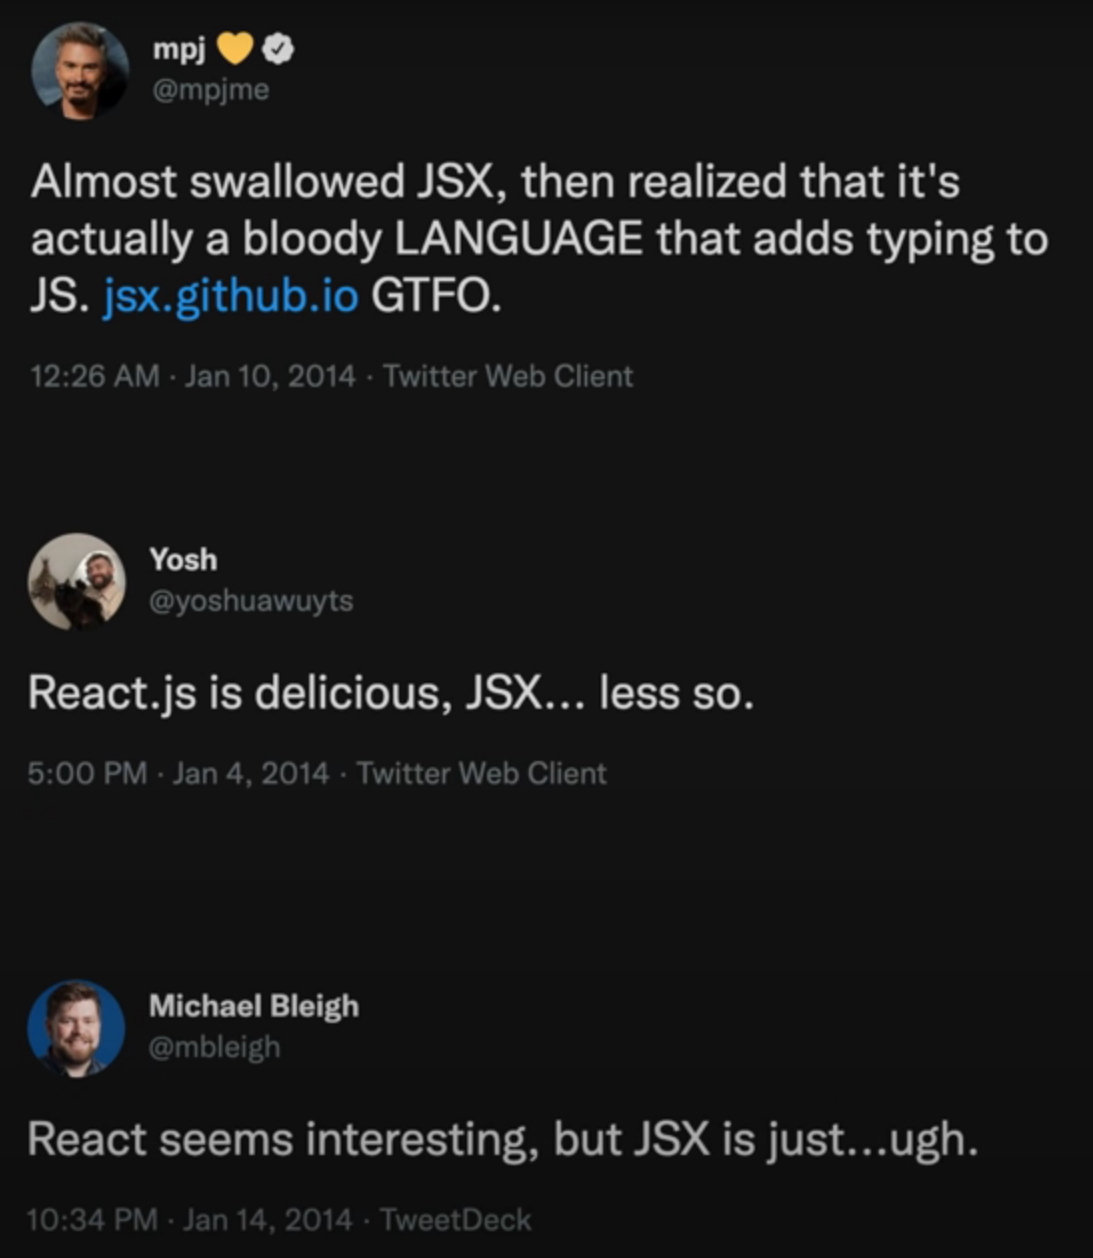 mpj 💛
@mpjme
Almost swallowed JSX, then realized that it's
actually a bloody LANGUAGE that adds typing to
JS. jsx.github.io GTFO.
12:26 AM · Jan 10, 2014 · Twitter Web Client
Yosh
@yoshuawuyts
React.js is delicious, JSX... less so.
5:00 PM · Jan 4, 2014 · Twitter Web Client
Michael Bleigh
@mbleigh
React seems interesting, but JSX is just...ugh.
10:34 PM · Jan 14, 2014 · TweetDeck